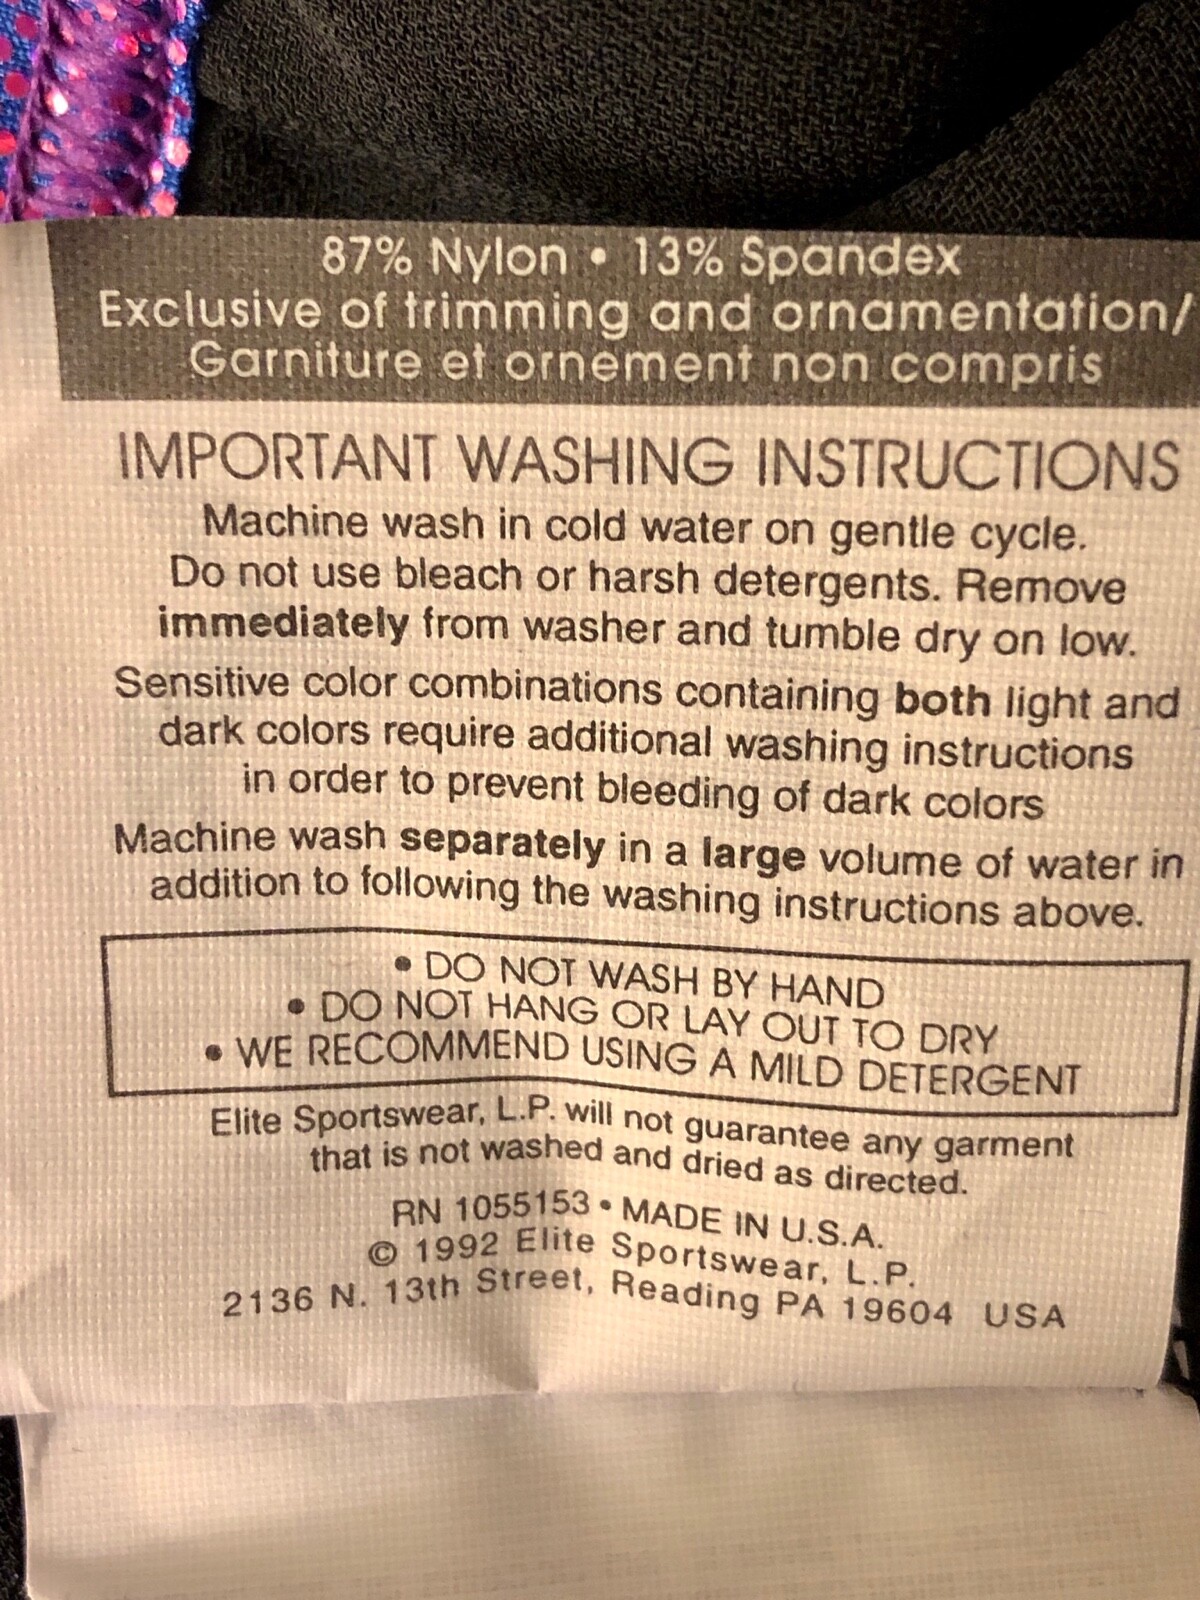 87% Nylon • 13% Spandex
Exclusive of trimming and ornamentation/
Garniture et ornement non compris
IMPORTANT WASHING INSTRUCTIONS
Machine wash in cold water on gentle cycle.
Do not use bleach or harsh detergents. Remove
immediately from washer and tumble dry on low.
Sensitive color combinations containing both light and
dark colors require additional washing instructions
in order to prevent bleeding of dark colors
Machine wash separately in a large volume of water in
addition to following the washing instructions above.
• DO NOT WASH BY HAND
• DO NOT HANG OR LAY OUT TO DRY
• WE RECOMMEND USING A MILD DETERGENT
Elite Sportswear, L.P. will not guarantee any garment
that is not washed and dried as directed.
RN 1055153 • MADE IN U.S.A.
© 1992 Elite Sportswear, L.P.
2136 N. 13th Street, Reading PA 19604 USA